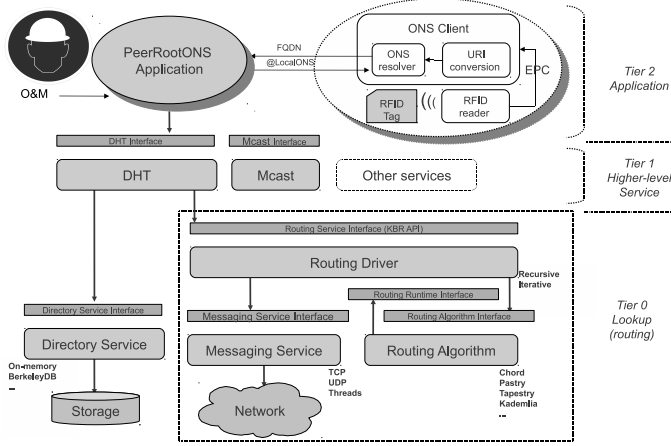 PeerRootONS
Application
O&M
FQDN
@LocalONS
ONS Client
ONS
resolver
URI
conversion
EPC
RFID
Tag
RFID
reader
Tier 2
Application
DHT Interface
Mcast Interface
DHT
Mcast
Other services
Tier 1
Higher-level
Service
Routing Service Interface (KBR API)
Routing Driver
Recursive
Iterative
Routing Runtime Interface
Directory Service Interface
Messaging Service Interface
Routing Algorithm Interface
Tier 0
Lookup
(routing)
Directory Service
Messaging Service
Routing Algorithm
On-memory
BerkeleyDB
...
TCP
UDP
Threads
Chord
Pastry
Tapestry
Kademlia
...
Storage
Network